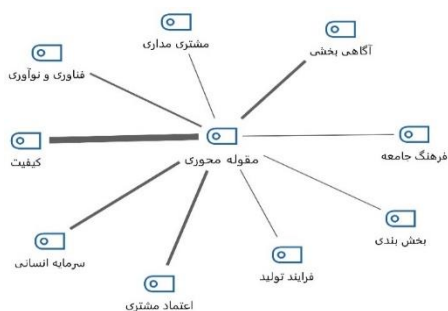 مشتری مداری
آگاهی بخشی
فناوری و نوآوری
فرهنگ جامعه
مقوله محوری
کیفیت
بخش بندی
سرمایه انسانی
فرایند تولید
اعتماد مشتری